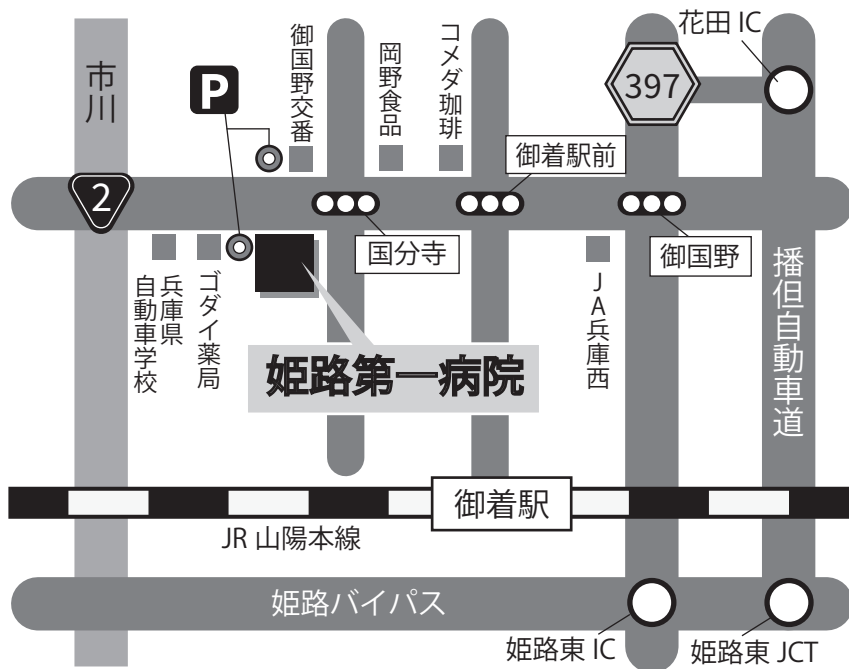 花田 IC
市川
P
御国野交番
岡野食品
コメダ珈琲
397
御着駅前
2
国分寺
御国野
兵庫県
自動車学校
ゴダイ薬局
JA兵庫西
播但自動車道
姫路第一病院
御着駅
JR 山陽本線
姫路バイパス
姫路東 IC
姫路東 JCT